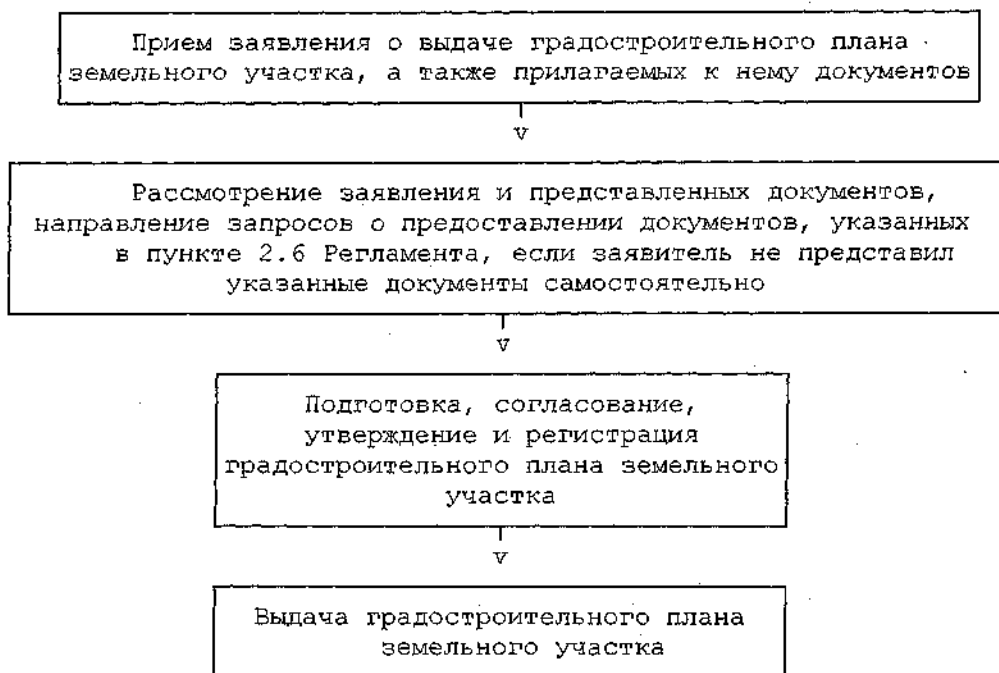 Прием заявления о выдаче градостроительного плана
земельного участка, а также прилагаемых к нему документов
v
Рассмотрение заявления и представленных документов,
направление запросов о предоставлении документов, указанных
в пункте 2.6 Регламента, если заявитель не представил
указанные документы самостоятельно
v
Подготовка, согласование,
утверждение и регистрация
градостроительного плана земельного
участка
v
Выдача градостроительного плана
земельного участка